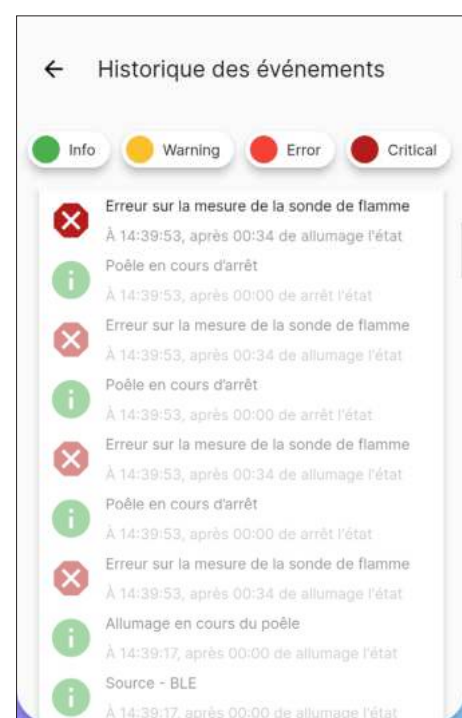 Historique des événements
Info
Warning
Error
Critical
Erreur sur la mesure de la sonde de flamme
À 14:39:53, après 00:34 de allumage l'état
Poêle en cours d'arrêt
À 14:39:53, après 00:00 de arrêt l'état
Erreur sur la mesure de la sonde de flamme
À 14:39:53, après 00:34 de allumage l'état
Poêle en cours d'arrêt
À 14:39:53, après 00:00 de arrêt l'état
Erreur sur la mesure de la sonde de flamme
À 14:39:53, après 00:34 de allumage l'état
Poêle en cours d'arrêt
À 14:39:53, après 00:00 de arrêt l'état
Erreur sur la mesure de la sonde de flamme
À 14:39:53, après 00:34 de allumage l'état
Allumage en cours du poêle
À 14:39:17, après 00:00 de allumage l'état
Source - BLE
À 14:39:17, après 00:00 de allumage l'état